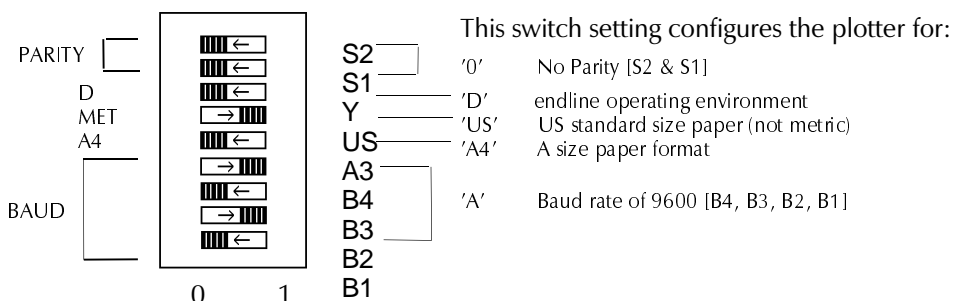 This switch setting configures the plotter for:
PARITY
D
MET
A4
BAUD
0 1
S2
S1
Y
US
A3
B4
B3
B2
B1
'0' No Parity [S2 & S1]
'D' endline operating environment
'US' US standard size paper (not metric)
'A4' A size paper format
'A' Baud rate of 9600 [B4, B3, B2, B1]